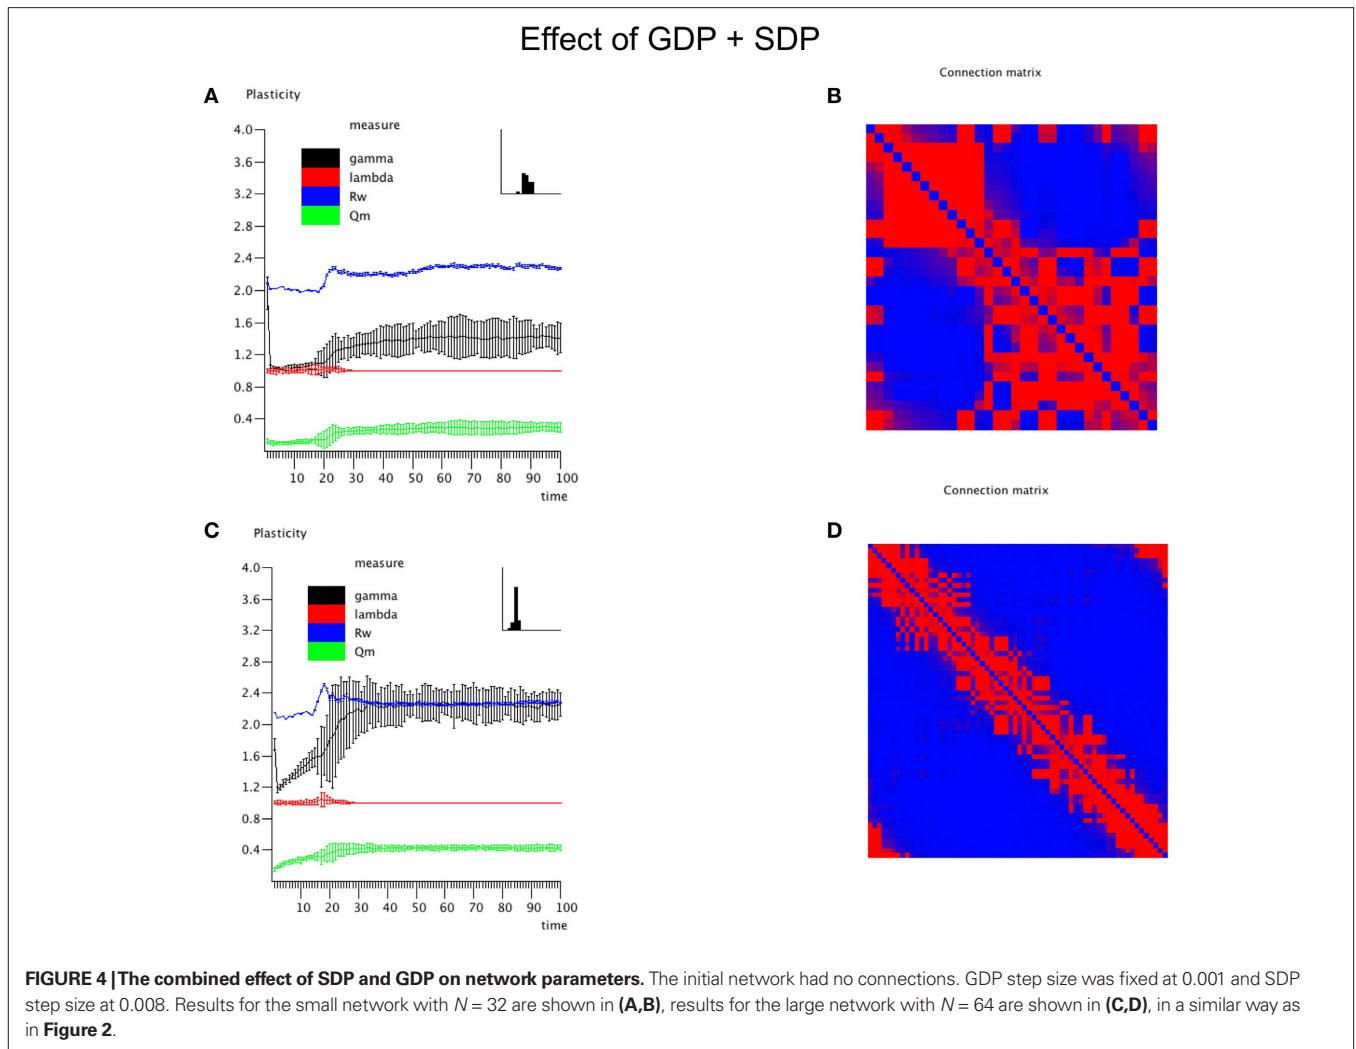 Effect of GDP + SDP
A
Plasticity
measure
gamma
lambda
Rw
Qm
4.0
3.6
3.2
2.8
2.4
2.0
1.6
1.2
0.8
0.4
10 20 30 40 50 60 70 80 90 100
time
B
Connection matrix
C
Plasticity
measure
gamma
lambda
Rw
Qm
4.0
3.6
3.2
2.8
2.4
2.0
1.6
1.2
0.8
0.4
10 20 30 40 50 60 70 80 90 100
time
D
Connection matrix
FIGURE 4 | The combined effect of SDP and GDP on network parameters. The initial network had no connections. GDP step size was fixed at 0.001 and SDP
step size at 0.008. Results for the small network with N = 32 are shown in (A,B), results for the large network with N = 64 are shown in (C,D), in a similar way as
in Figure 2.